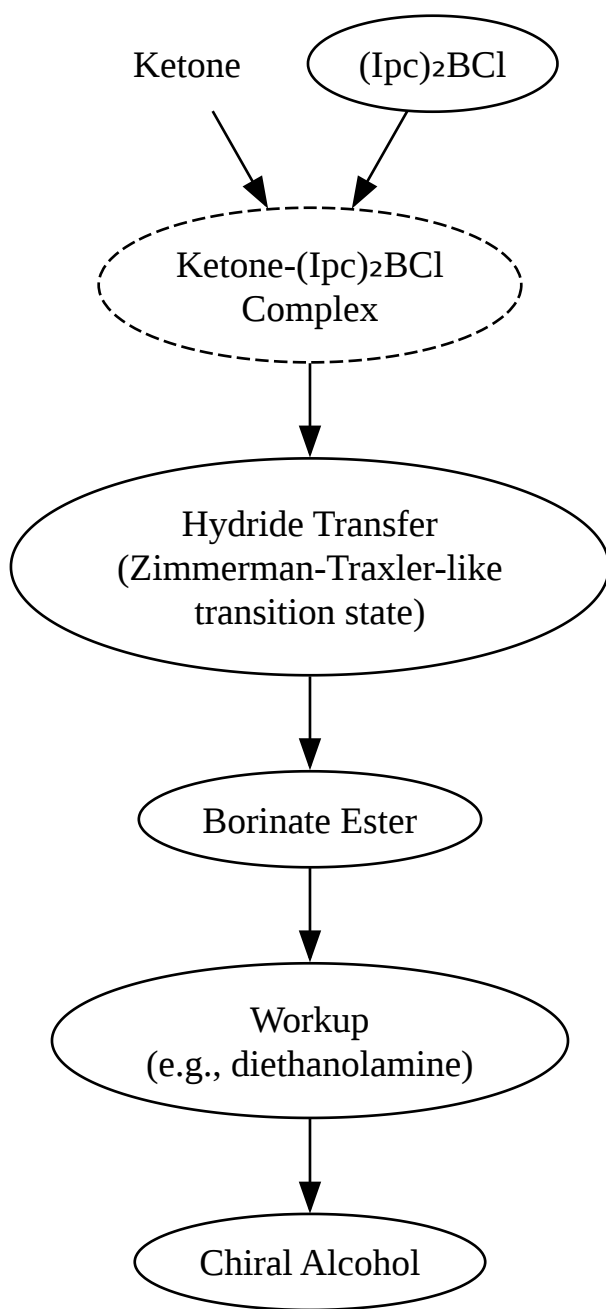 Ketone
(Ipc)₂BCl
Ketone-(Ipc)₂BCl
Complex
Hydride Transfer
(Zimmerman-Traxler-like
transition state)
Borinate Ester
Workup
(e.g., diethanolamine)
Chiral Alcohol